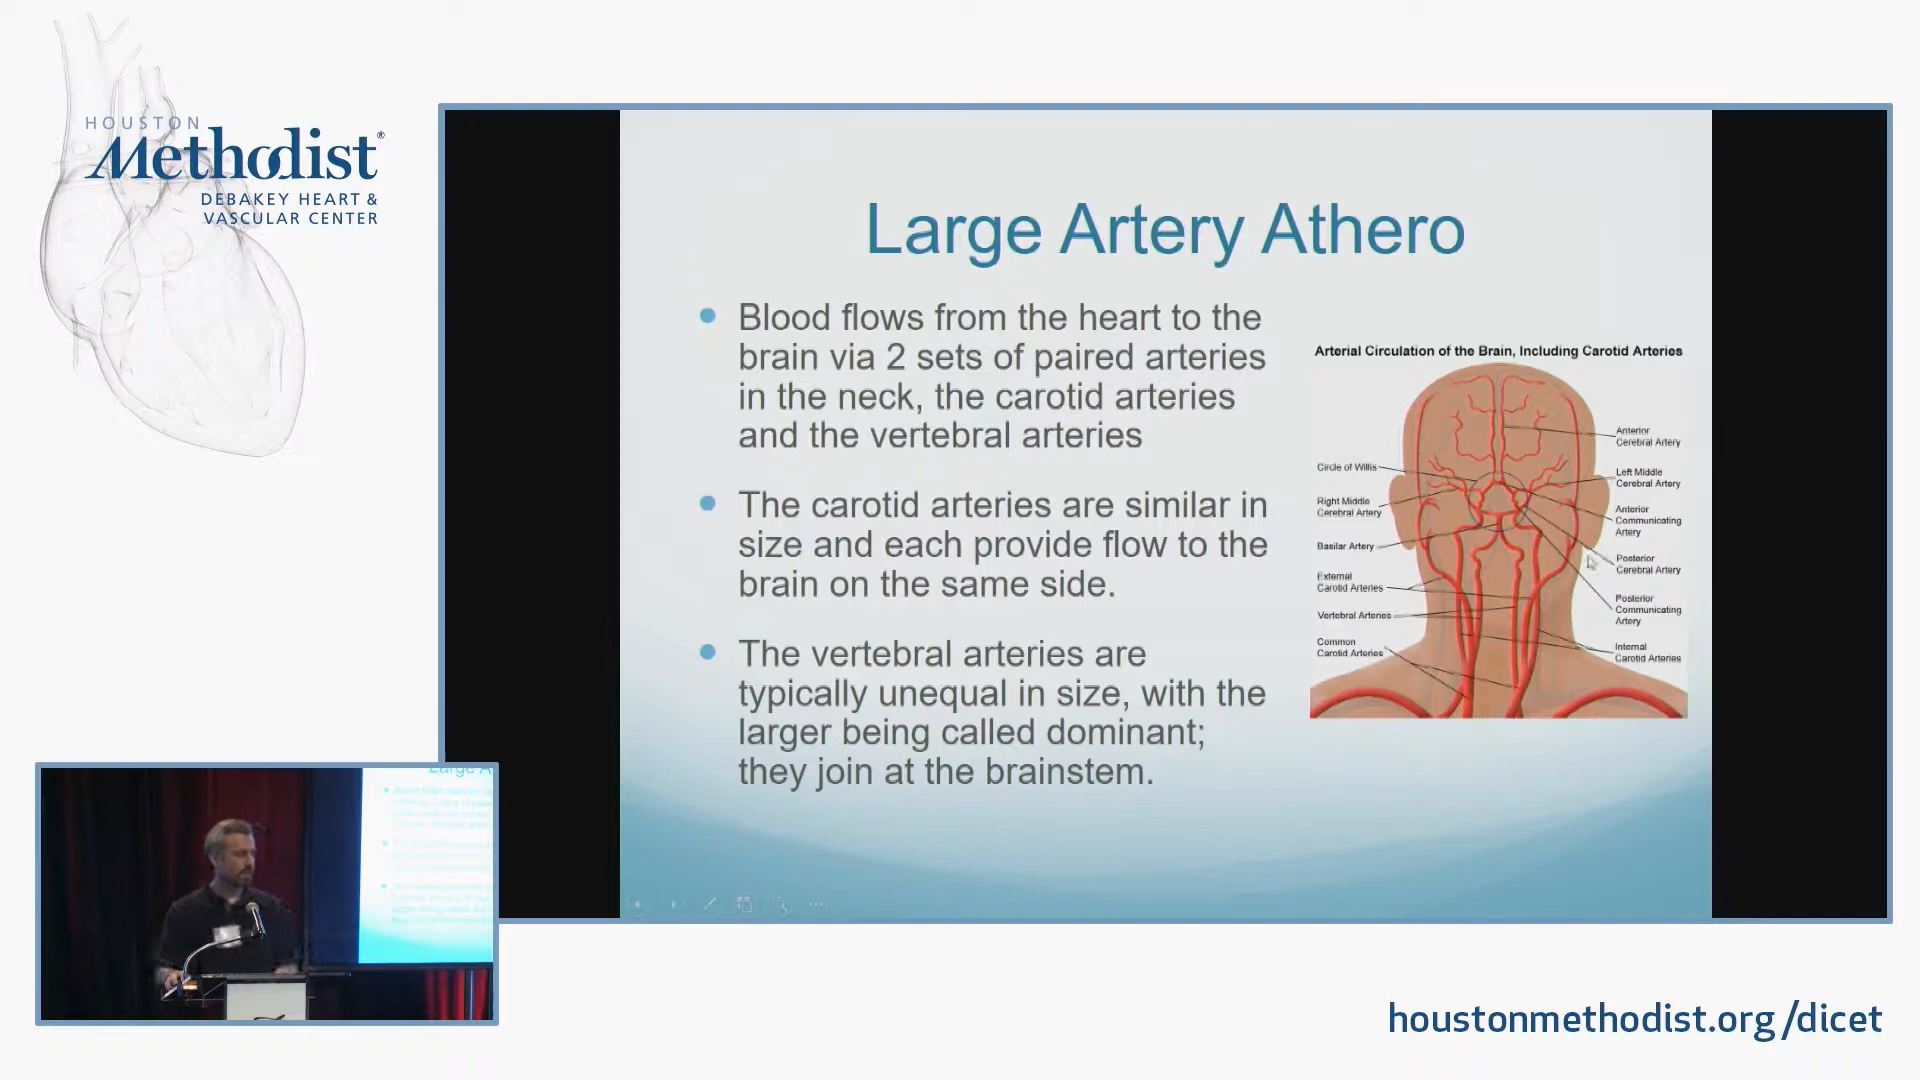 HOUSTON
Methodist®
DEBAKEY HEART &
VASCULAR CENTER
Large Artery Athero
• Blood flows from the heart to the
brain via 2 sets of paired arteries
in the neck, the carotid arteries
and the vertebral arteries
• The carotid arteries are similar in
size and each provide flow to the
brain on the same side.
• The vertebral arteries are
typically unequal in size, with the
larger being called dominant;
they join at the brainstem.
Arterial Circulation of the Brain, Including Carotid Arteries
Circle of Willis
Right Middle
Cerebral Artery
Basilar Artery
External
Carotid Arteries
Vertebral Arteries
Common
Carotid Arteries
Anterior
Cerebral Artery
Left Middle
Cerebral Artery
Anterior
Communicating
Artery
Posterior
Cerebral Artery
Posterior
Communicating
Artery
Internal
Carotid Arteries
Large A
houstonmethodist.org/dicet